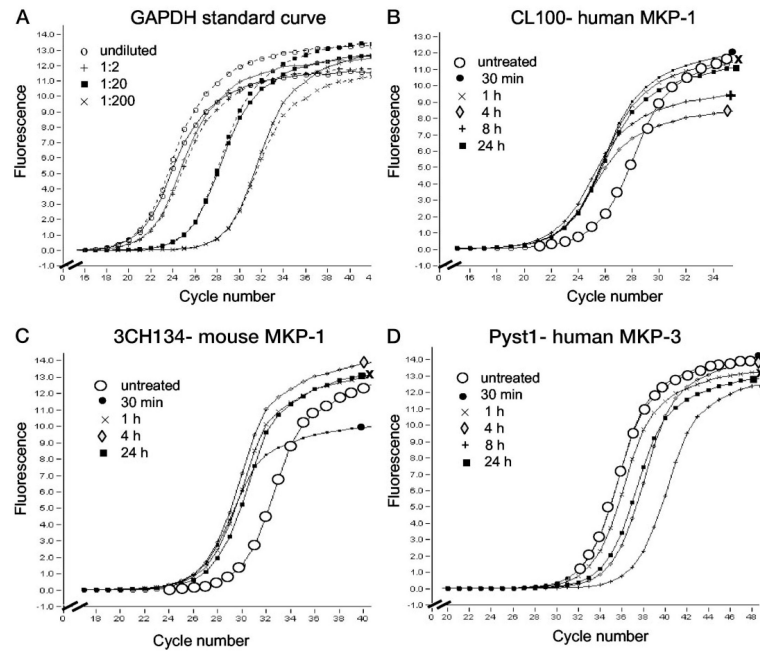 A
GAPDH standard curve
Fluorescence
14.0
13.0
12.0
11.0
10.0
9.0
8.0
7.0
6.0
5.0
4.0
3.0
2.0
1.0
0.0
-1.0
undiluted
1:2
1:20
1:200
0 16 18 20 22 24 26 28 30 32 34 36 38 40 4
Cycle number
B
CL100- human MKP-1
Fluorescence
13.0
12.0
11.0
10.0
9.0
8.0
7.0
6.0
5.0
4.0
3.0
2.0
1.0
0.0
-1.0
untreated
30 min
1 h
4 h
8 h
24 h
0 16 18 20 22 24 26 28 30 32 34
Cycle number
C
3CH134- mouse MKP-1
Fluorescence
14.0
13.0
12.0
11.0
10.0
9.0
8.0
7.0
6.0
5.0
4.0
3.0
2.0
1.0
0.0
-1.0
untreated
30 min
1 h
4 h
24 h
0 18 20 22 24 26 28 30 32 34 36 38 40
Cycle number
D
Pyst1- human MKP-3
Fluorescence
14.0
13.0
12.0
11.0
10.0
9.0
8.0
7.0
6.0
5.0
4.0
3.0
2.0
1.0
0.0
-1.0
untreated
30 min
1 h
4 h
8 h
24 h
0 20 22 24 26 28 30 32 34 36 38 40 42 44 46 48
Cycle number